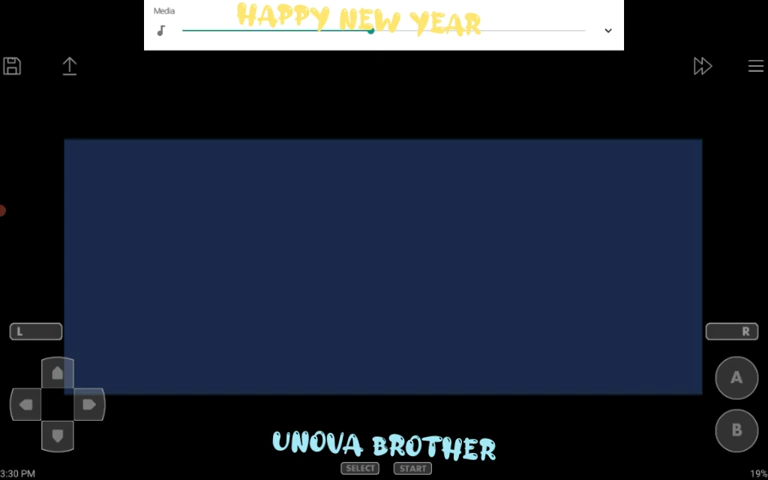 Media
HAPPY NEW YEAR
L
R
A
B
UNOVA BROTHER
SELECT START
3:30 PM
19%